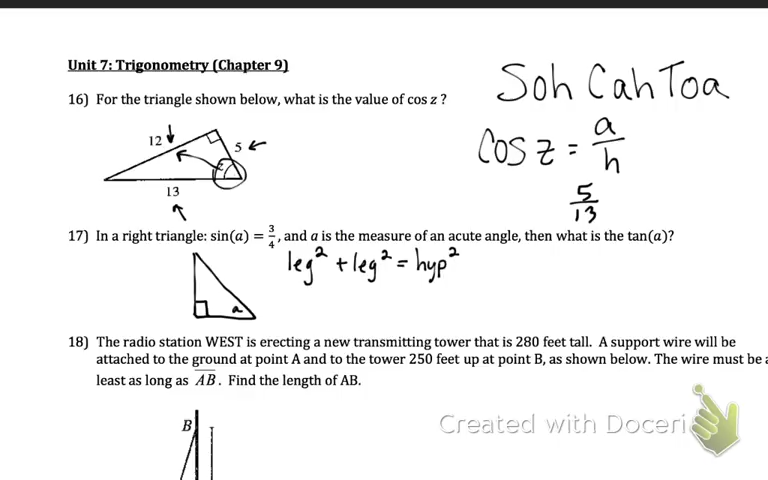 Unit 7: Trigonometry (Chapter 9)
16) For the triangle shown below, what is the value of cos z ?
Soh Cah Toa
cos z = a/h
5/13
12
5
z
13
17) In a right triangle: sin(a) = 3/4, and a is the measure of an acute angle, then what is the tan(a)?
leg² + leg² = hyp²
a
18) The radio station WEST is erecting a new transmitting tower that is 280 feet tall. A support wire will be
attached to the ground at point A and to the tower 250 feet up at point B, as shown below. The wire must be a
least as long as AB. Find the length of AB.
B
Created with Doceri